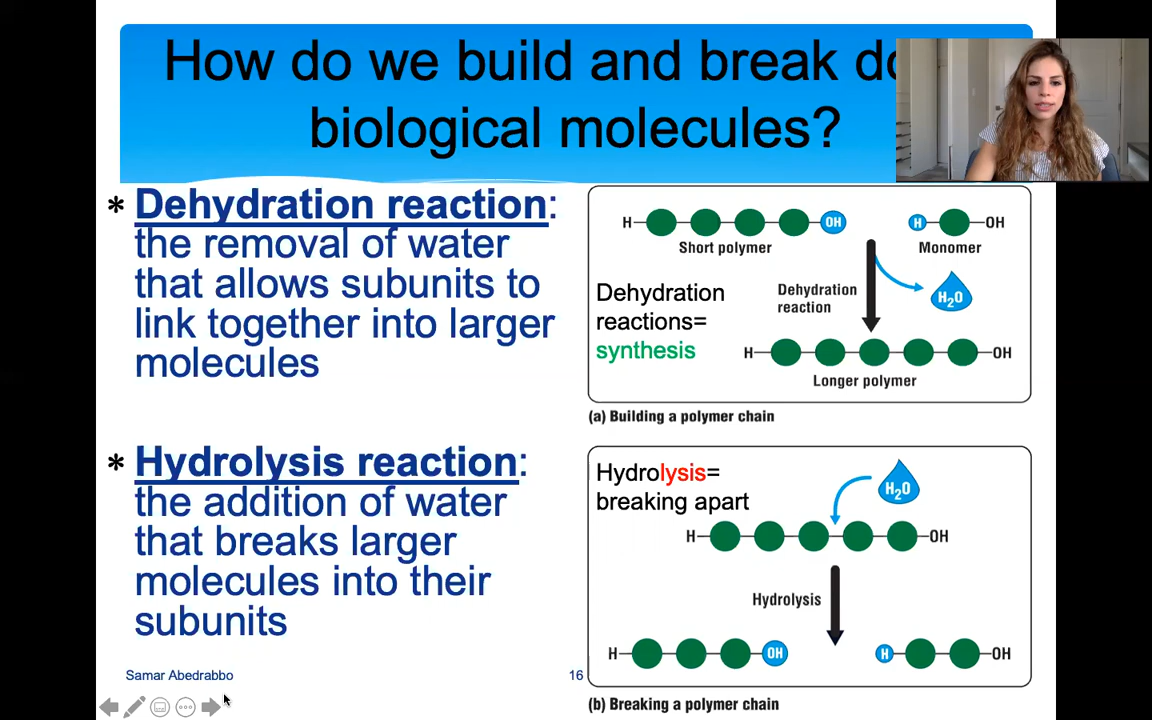 How do we build and break do
biological molecules?
* Dehydration reaction:
the removal of water
that allows subunits to
link together into larger
molecules
H OH H OH
Short polymer Monomer
Dehydration
reactions=
synthesis
Dehydration
reaction
H₂O
H OH
Longer polymer
(a) Building a polymer chain
* Hydrolysis reaction:
the addition of water
that breaks larger
molecules into their
subunits
Hydrolysis=
breaking apart
H₂O
H OH
Hydrolysis
H OH H OH
(b) Breaking a polymer chain
Samar Abedrabbo 16